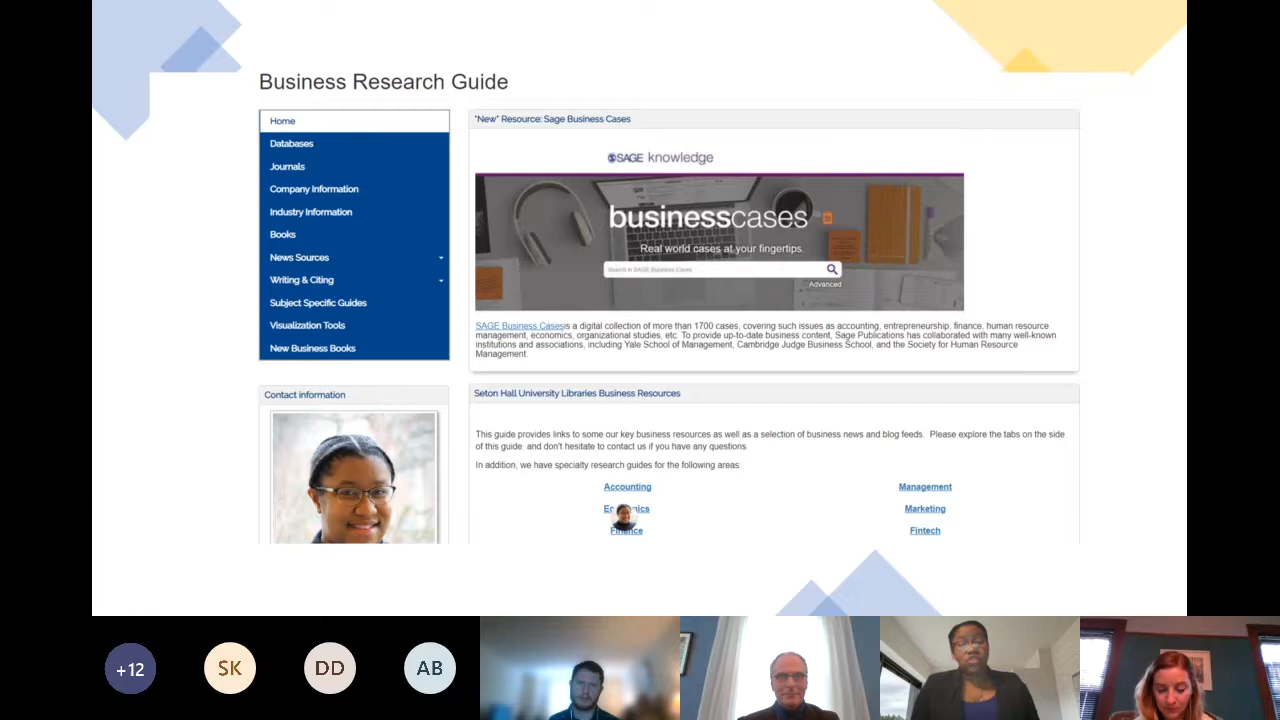 Business Research Guide
Home
Databases
Journals
Company Information
Industry Information
Books
News Sources
Writing & Citing
Subject Specific Guides
Visualization Tools
New Business Books
Contact information
"New" Resource: Sage Business Cases
SAGE knowledge
businesscases
Real world cases at your fingertips.
Search in SAGE Business Cases
Advanced
SAGE Business Casesis a digital collection of more than 1700 cases, covering such issues as accounting, entrepreneurship, finance, human resource
management, economics, organizational studies, etc. To provide up-to-date business content, Sage Publications has collaborated with many well-known
institutions and associations, including Yale School of Management, Cambridge Judge Business School, and the Society for Human Resource
Management.
Seton Hall University Libraries Business Resources
This guide provides links to some our key business resources as well as a selection of business news and blog feeds. Please explore the tabs on the side
of this guide and don't hesitate to contact us if you have any questions.
In addition, we have specialty research guides for the following areas:
Accounting
Management
Marketing
Finance
Fintech
+12
SK
DD
AB